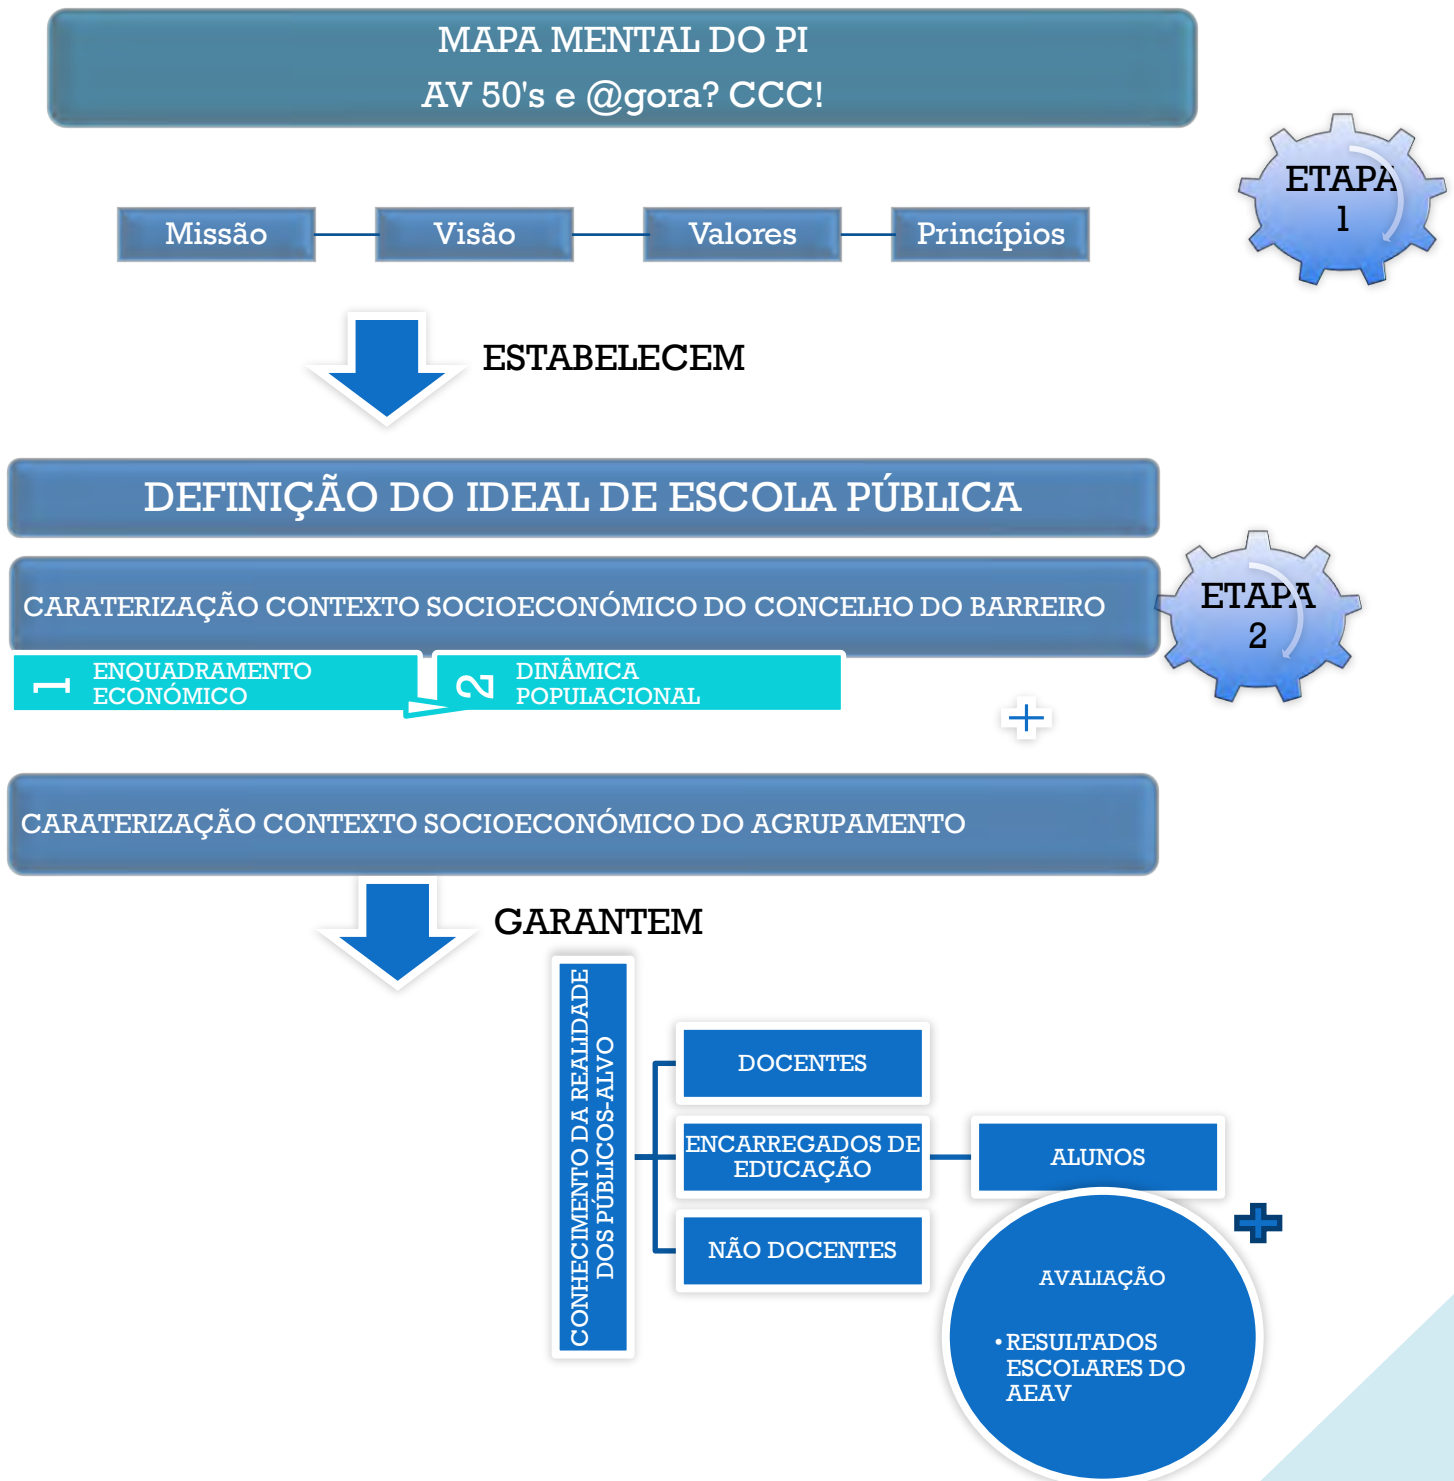 MAPA MENTAL DO PI
AV 50's e @gora? CCC!
ETAPA
1
Missão
Visão
Valores
Princípios
ESTABELECEM
DEFINIÇÃO DO IDEAL DE ESCOLA PÚBLICA
CARATERIZAÇÃO CONTEXTO SOCIOECONÓMICO DO CONCELHO DO BARREIRO
ETAPA
2
1
ENQUADRAMENTO
ECONÓMICO
2
DINÂMICA
POPULACIONAL
CARATERIZAÇÃO CONTEXTO SOCIOECONÓMICO DO AGRUPAMENTO
GARANTEM
CONHECIMENTO DA REALIDADE
DOS PÚBLICOS-ALVO
DOCENTES
ENCARREGADOS DE
EDUCAÇÃO
ALUNOS
NÃO DOCENTES
AVALIAÇÃO
• RESULTADOS
ESCOLARES DO
AEAV